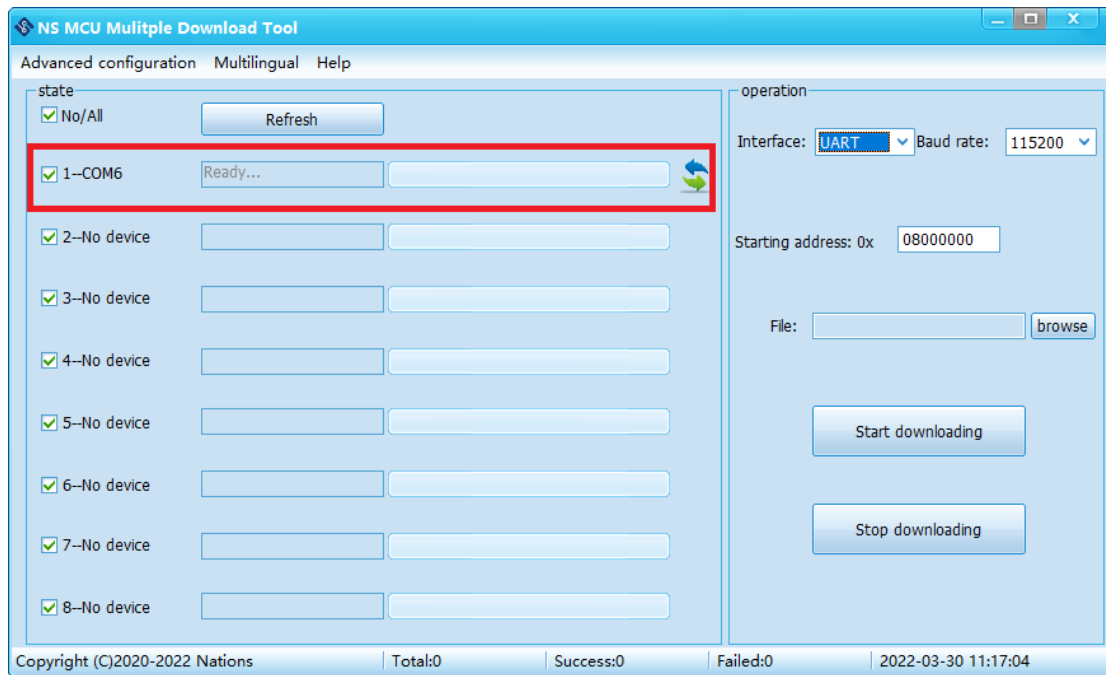 NS MCU Mulitple Download Tool
Advanced configuration Multilingual Help
state
No/All Refresh
1--COM6 Ready...
2--No device
3--No device
4--No device
5--No device
6--No device
7--No device
8--No device
operation
Interface: UART Baud rate: 115200
Starting address: 0x 08000000
File: browse
Start downloading
Stop downloading
Copyright (C)2020-2022 Nations Total:0 Success:0 Failed:0 2022-03-30 11:17:04